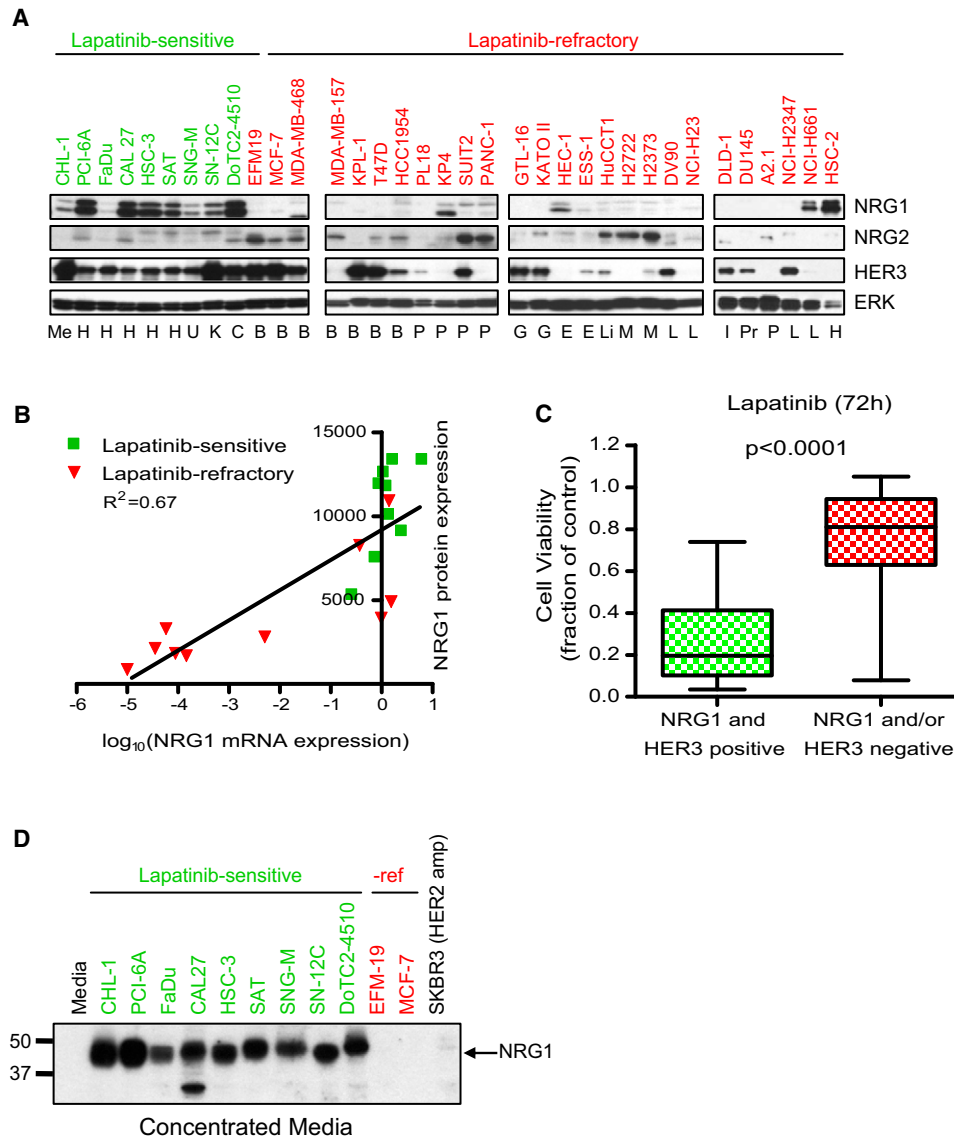 A
Lapatinib-sensitive
Lapatinib-refractory
CHL-1
PCI-6A
FaDu
CAL 27
HSC-3
SAT
SNG-M
SN-12C
DoTC2-4510
EFM19
MCF-7
MDA-MB-468
MDA-MB-157
KPL-1
T47D
HCC1954
PL18
KP4
SUIT2
PANC-1
GTL-16
KATO II
HEC-1
ESS-1
HuCCT1
H2722
H2373
DV90
NCI-H23
DLD-1
DU145
A2.1
NCI-H2347
NCI-H661
HSC-2
NRG1
NRG2
HER3
ERK
Me H H H H H U K C B B B B B B B P P P P G G E E Li M M L L I Pr P L L H
B
Lapatinib-sensitive
Lapatinib-refractory
R²=0.67
15000
10000
5000
NRG1 protein expression
-6 -5 -4 -3 -2 -1 0 1
log₁₀(NRG1 mRNA expression)
C
Lapatinib (72h)
p<0.0001
1.2
1.0
0.8
0.6
0.4
0.2
0.0
Cell Viability
(fraction of control)
NRG1 and
HER3 positive
NRG1 and/or
HER3 negative
D
Lapatinib-sensitive
-ref
Media
CHL-1
PCI-6A
FaDu
CAL27
HSC-3
SAT
SNG-M
SN-12C
DoTC2-4510
EFM-19
MCF-7
SKBR3 (HER2 amp)
50
37
NRG1
Concentrated Media